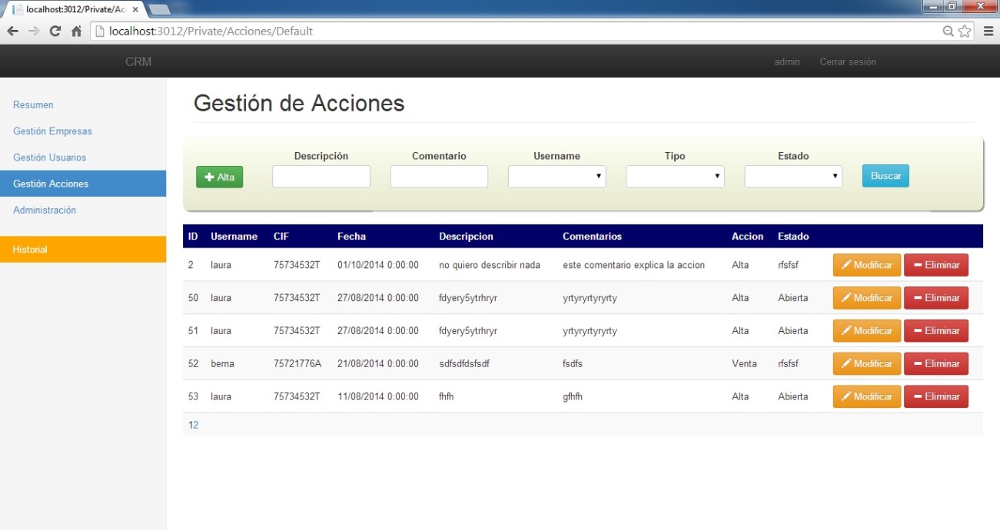 localhost:3012/Private/Ac
localhost:3012/Private/Acciones/Default
CRM admin Cerrar sesión
Resumen
Gestión Empresas
Gestión Usuarios
Gestión Acciones
Administración
Historial
Gestión de Acciones
Descripción Comentario Username Tipo Estado
Alta Buscar
ID Username CIF Fecha Descripcion Comentarios Accion Estado
2 laura 75734532T 01/10/2014 0:00:00 no quiero describir nada este comentario explica la accion Alta rfsfsf Modificar Eliminar
50 laura 75734532T 27/08/2014 0:00:00 fdyery5ytrhryr yrtyryrtyryrty Alta Abierta Modificar Eliminar
51 laura 75734532T 27/08/2014 0:00:00 fdyery5ytrhryr yrtyryrtyryrty Alta Abierta Modificar Eliminar
52 berna 75721776A 21/08/2014 0:00:00 sdfsdfdsfsdf fsdfs Venta rfsfsf Modificar Eliminar
53 laura 75734532T 11/08/2014 0:00:00 fhfh gfhfh Alta Abierta Modificar Eliminar
12